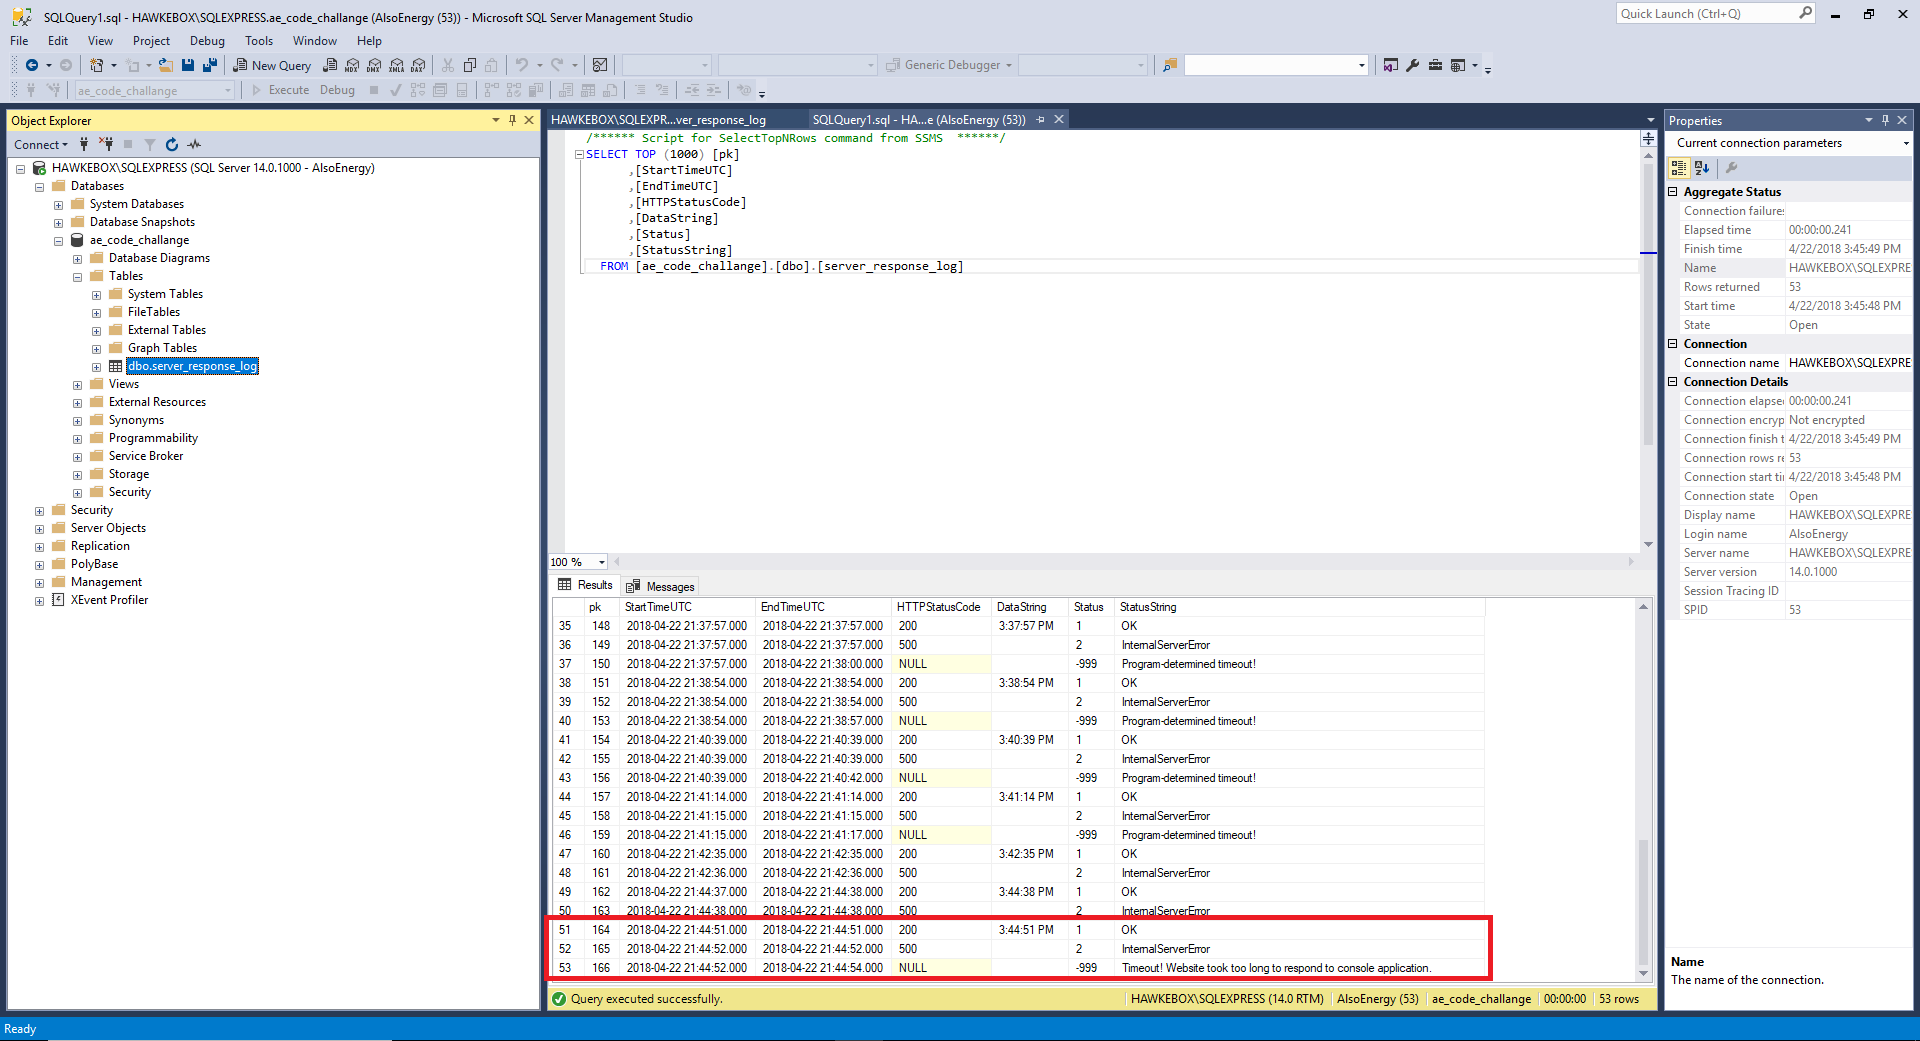 SQLQuery1.sql - HAWKEBOX\SQLEXPRESS.ae_code_challange (AlsoEnergy (53)) - Microsoft SQL Server Management Studio
Quick Launch (Ctrl+Q)
File Edit View Project Debug Tools Window Help
New Query MDX DMX XMLA DAX Generic Debugger
ae_code_challange Execute Debug
Object Explorer
Connect
HAWKEBOX\SQLEXPRESS (SQL Server 14.0.1000 - AlsoEnergy)
Databases
System Databases
Database Snapshots
ae_code_challange
Database Diagrams
Tables
System Tables
FileTables
External Tables
Graph Tables
dbo.server_response_log
Views
External Resources
Synonyms
Programmability
Service Broker
Storage
Security
Security
Server Objects
Replication
PolyBase
Management
XEvent Profiler
HAWKEBOX\SQLEXPR...ver_response_log SQLQuery1.sql - HA...e (AlsoEnergy (53))
/****** Script for SelectTopNRows command from SSMS ******/
SELECT TOP (1000) [pk]
,[StartTimeUTC]
,[EndTimeUTC]
,[HTTPStatusCode]
,[DataString]
,[Status]
,[StatusString]
FROM [ae_code_challange].[dbo].[server_response_log]
100 %
Results Messages
pk StartTimeUTC EndTimeUTC HTTPStatusCode DataString Status StatusString
35 148 2018-04-22 21:37:57.000 2018-04-22 21:37:57.000 200 3:37:57 PM 1 OK
36 149 2018-04-22 21:37:57.000 2018-04-22 21:37:57.000 500 2 InternalServerError
37 150 2018-04-22 21:37:57.000 2018-04-22 21:38:00.000 NULL -999 Program-determined timeout!
38 151 2018-04-22 21:38:54.000 2018-04-22 21:38:54.000 200 3:38:54 PM 1 OK
39 152 2018-04-22 21:38:54.000 2018-04-22 21:38:54.000 500 2 InternalServerError
40 153 2018-04-22 21:38:54.000 2018-04-22 21:38:57.000 NULL -999 Program-determined timeout!
41 154 2018-04-22 21:40:39.000 2018-04-22 21:40:39.000 200 3:40:39 PM 1 OK
42 155 2018-04-22 21:40:39.000 2018-04-22 21:40:39.000 500 2 InternalServerError
43 156 2018-04-22 21:40:39.000 2018-04-22 21:40:42.000 NULL -999 Program-determined timeout!
44 157 2018-04-22 21:41:14.000 2018-04-22 21:41:14.000 200 3:41:14 PM 1 OK
45 158 2018-04-22 21:41:15.000 2018-04-22 21:41:15.000 500 2 InternalServerError
46 159 2018-04-22 21:41:15.000 2018-04-22 21:41:17.000 NULL -999 Program-determined timeout!
47 160 2018-04-22 21:42:35.000 2018-04-22 21:42:35.000 200 3:42:35 PM 1 OK
48 161 2018-04-22 21:42:36.000 2018-04-22 21:42:36.000 500 2 InternalServerError
49 162 2018-04-22 21:44:37.000 2018-04-22 21:44:38.000 200 3:44:38 PM 1 OK
50 163 2018-04-22 21:44:38.000 2018-04-22 21:44:38.000 500 2 InternalServerError
51 164 2018-04-22 21:44:51.000 2018-04-22 21:44:51.000 200 3:44:51 PM 1 OK
52 165 2018-04-22 21:44:52.000 2018-04-22 21:44:52.000 500 2 InternalServerError
53 166 2018-04-22 21:44:52.000 2018-04-22 21:44:54.000 NULL -999 Timeout! Website took too long to respond to console application.
Query executed successfully. HAWKEBOX\SQLEXPRESS (14.0 RTM) AlsoEnergy (53) ae_code_challange 00:00:00 53 rows
Properties
Current connection parameters
Aggregate Status
Connection failures
Elapsed time 00:00:00.241
Finish time 4/22/2018 3:45:49 PM
Name HAWKEBOX\SQLEXPRE
Rows returned 53
Start time 4/22/2018 3:45:48 PM
State Open
Connection
Connection name HAWKEBOX\SQLEXPRE
Connection Details
Connection elapse 00:00:00.241
Connection encryp Not encrypted
Connection finish t 4/22/2018 3:45:49 PM
Connection rows re 53
Connection start ti 4/22/2018 3:45:48 PM
Connection state Open
Display name HAWKEBOX\SQLEXPRE
Login name AlsoEnergy
Server name HAWKEBOX\SQLEXPRE
Server version 14.0.1000
Session Tracing ID
SPID 53
Name
The name of the connection.
Ready